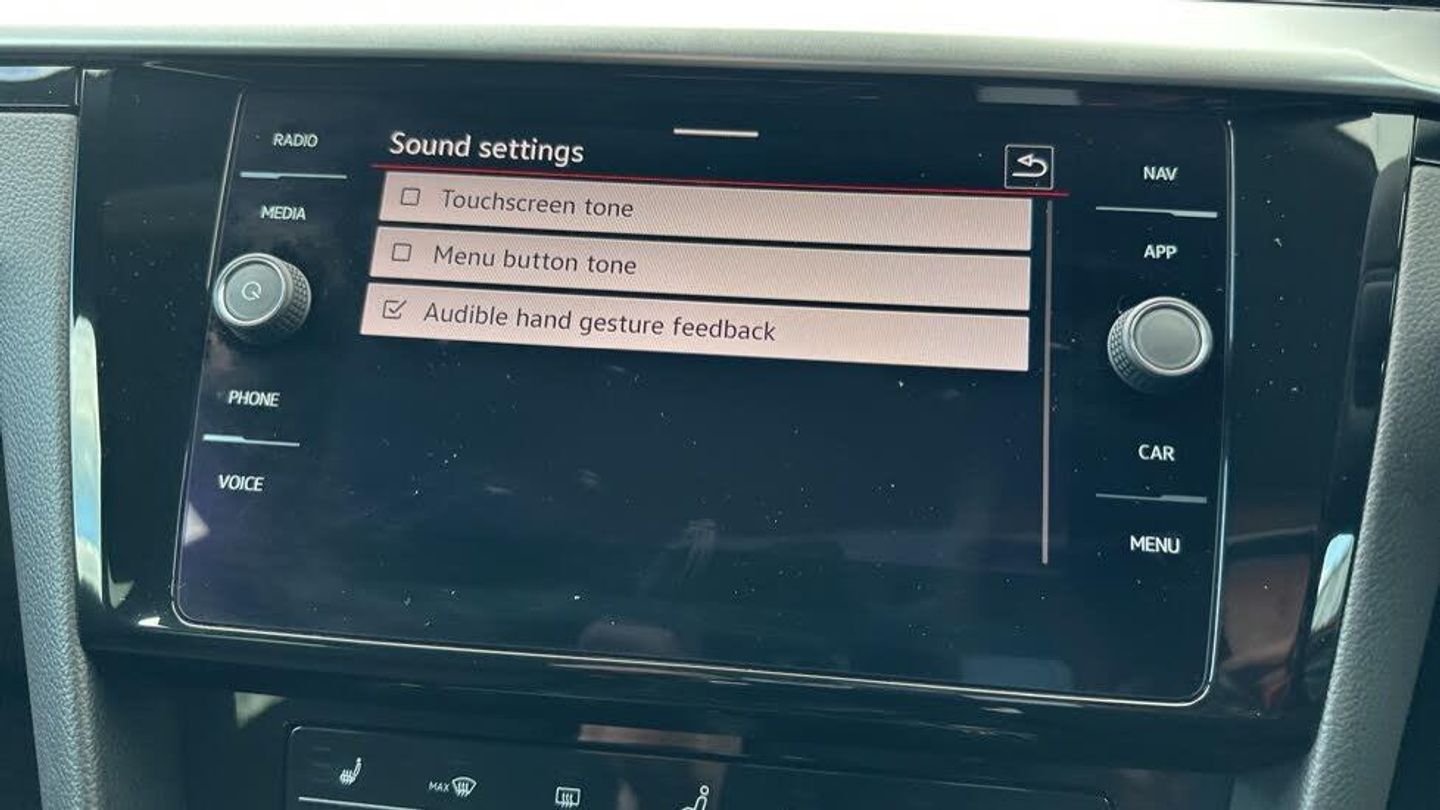 RADIO
MEDIA
PHONE
VOICE
Sound settings
Touchscreen tone
Menu button tone
Audible hand gesture feedback
NAV
APP
CAR
MENU
MAX